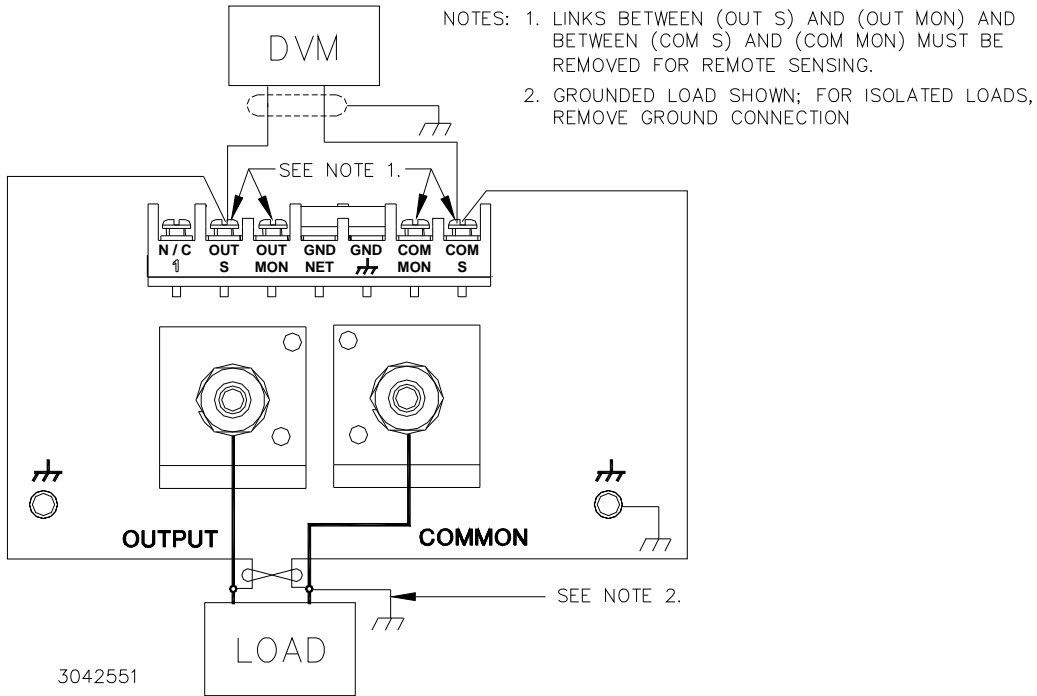 DVM
NOTES: 1. LINKS BETWEEN (OUT S) AND (OUT MON) AND
BETWEEN (COM S) AND (COM MON) MUST BE
REMOVED FOR REMOTE SENSING.
2. GROUNDED LOAD SHOWN; FOR ISOLATED LOADS,
REMOVE GROUND CONNECTION
SEE NOTE 1.
N / C OUT OUT GND GND COM COM
1 S MON NET MON S
OUTPUT COMMON
SEE NOTE 2.
LOAD
3042551